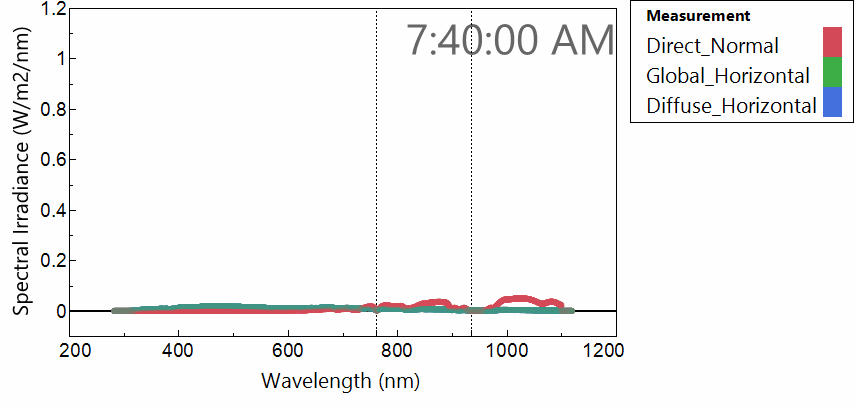 7:40:00 AM
1.2
1
0.8
0.6
0.4
0.2
0
Spectral Irradiance (W/m2/nm)
200 400 600 800 1000 1200
Wavelength (nm)
Measurement
Direct_Normal
Global_Horizontal
Diffuse_Horizontal